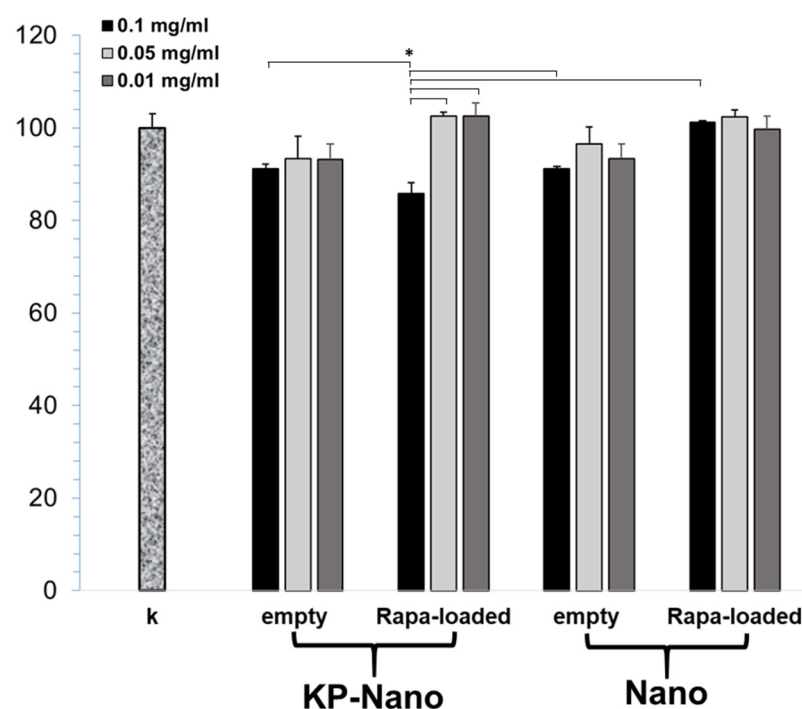 0.1 mg/ml
0.05 mg/ml
0.01 mg/ml
120
100
80
60
40
20
0
*
k
empty
Rapa-loaded
empty
Rapa-loaded
KP-Nano
Nano